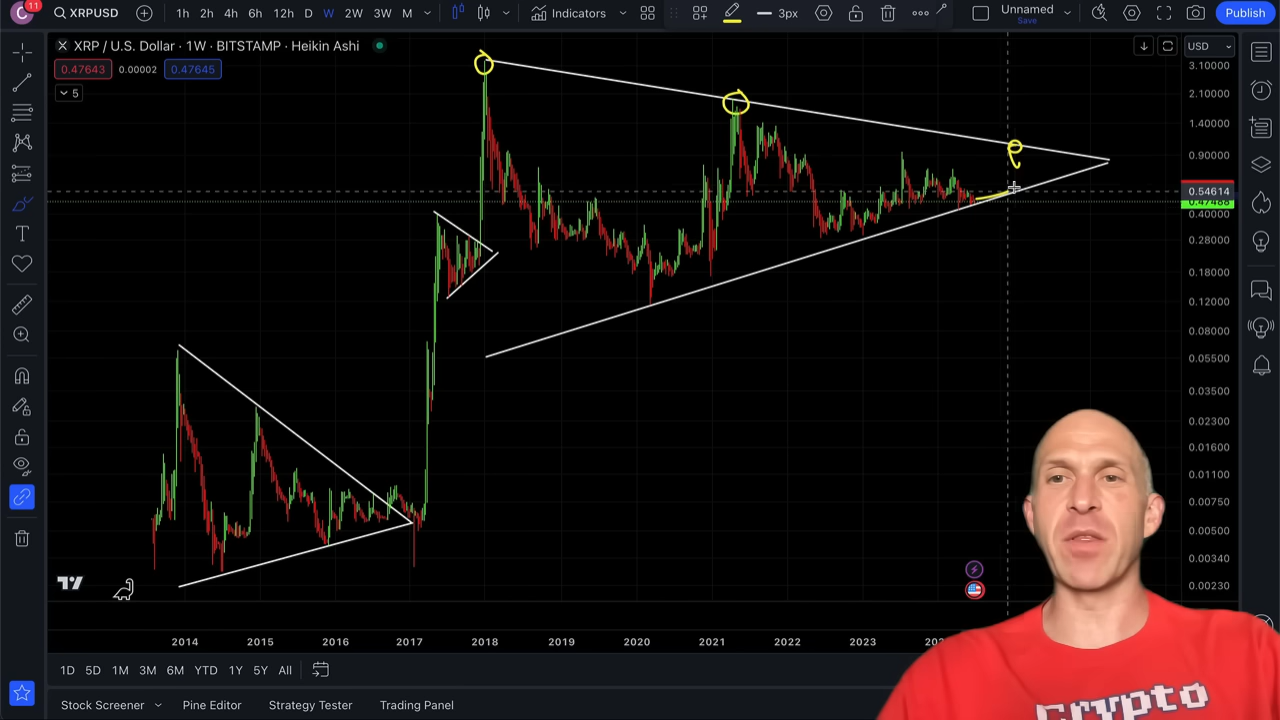 C 11 XRPUSD 1h 2h 4h 6h 12h D W 2W 3W M Indicators 3px Unnamed Save Publish
XRP / U.S. Dollar · 1W · BITSTAMP · Heikin Ashi
USD
0.47643 0.00002 0.47645
5
3.10000
2.10000
1.40000
0.90000
0.54614
0.47488
0.40000
0.28000
0.18000
0.12000
0.08000
0.05500
0.03500
0.02300
0.01600
0.01100
0.00750
0.00500
0.00340
0.00230
2014 2015 2016 2017 2018 2019 2020 2021 2022 2023
1D 5D 1M 3M 6M YTD 1Y 5Y All
Stock Screener Pine Editor Strategy Tester Trading Panel
Crypto